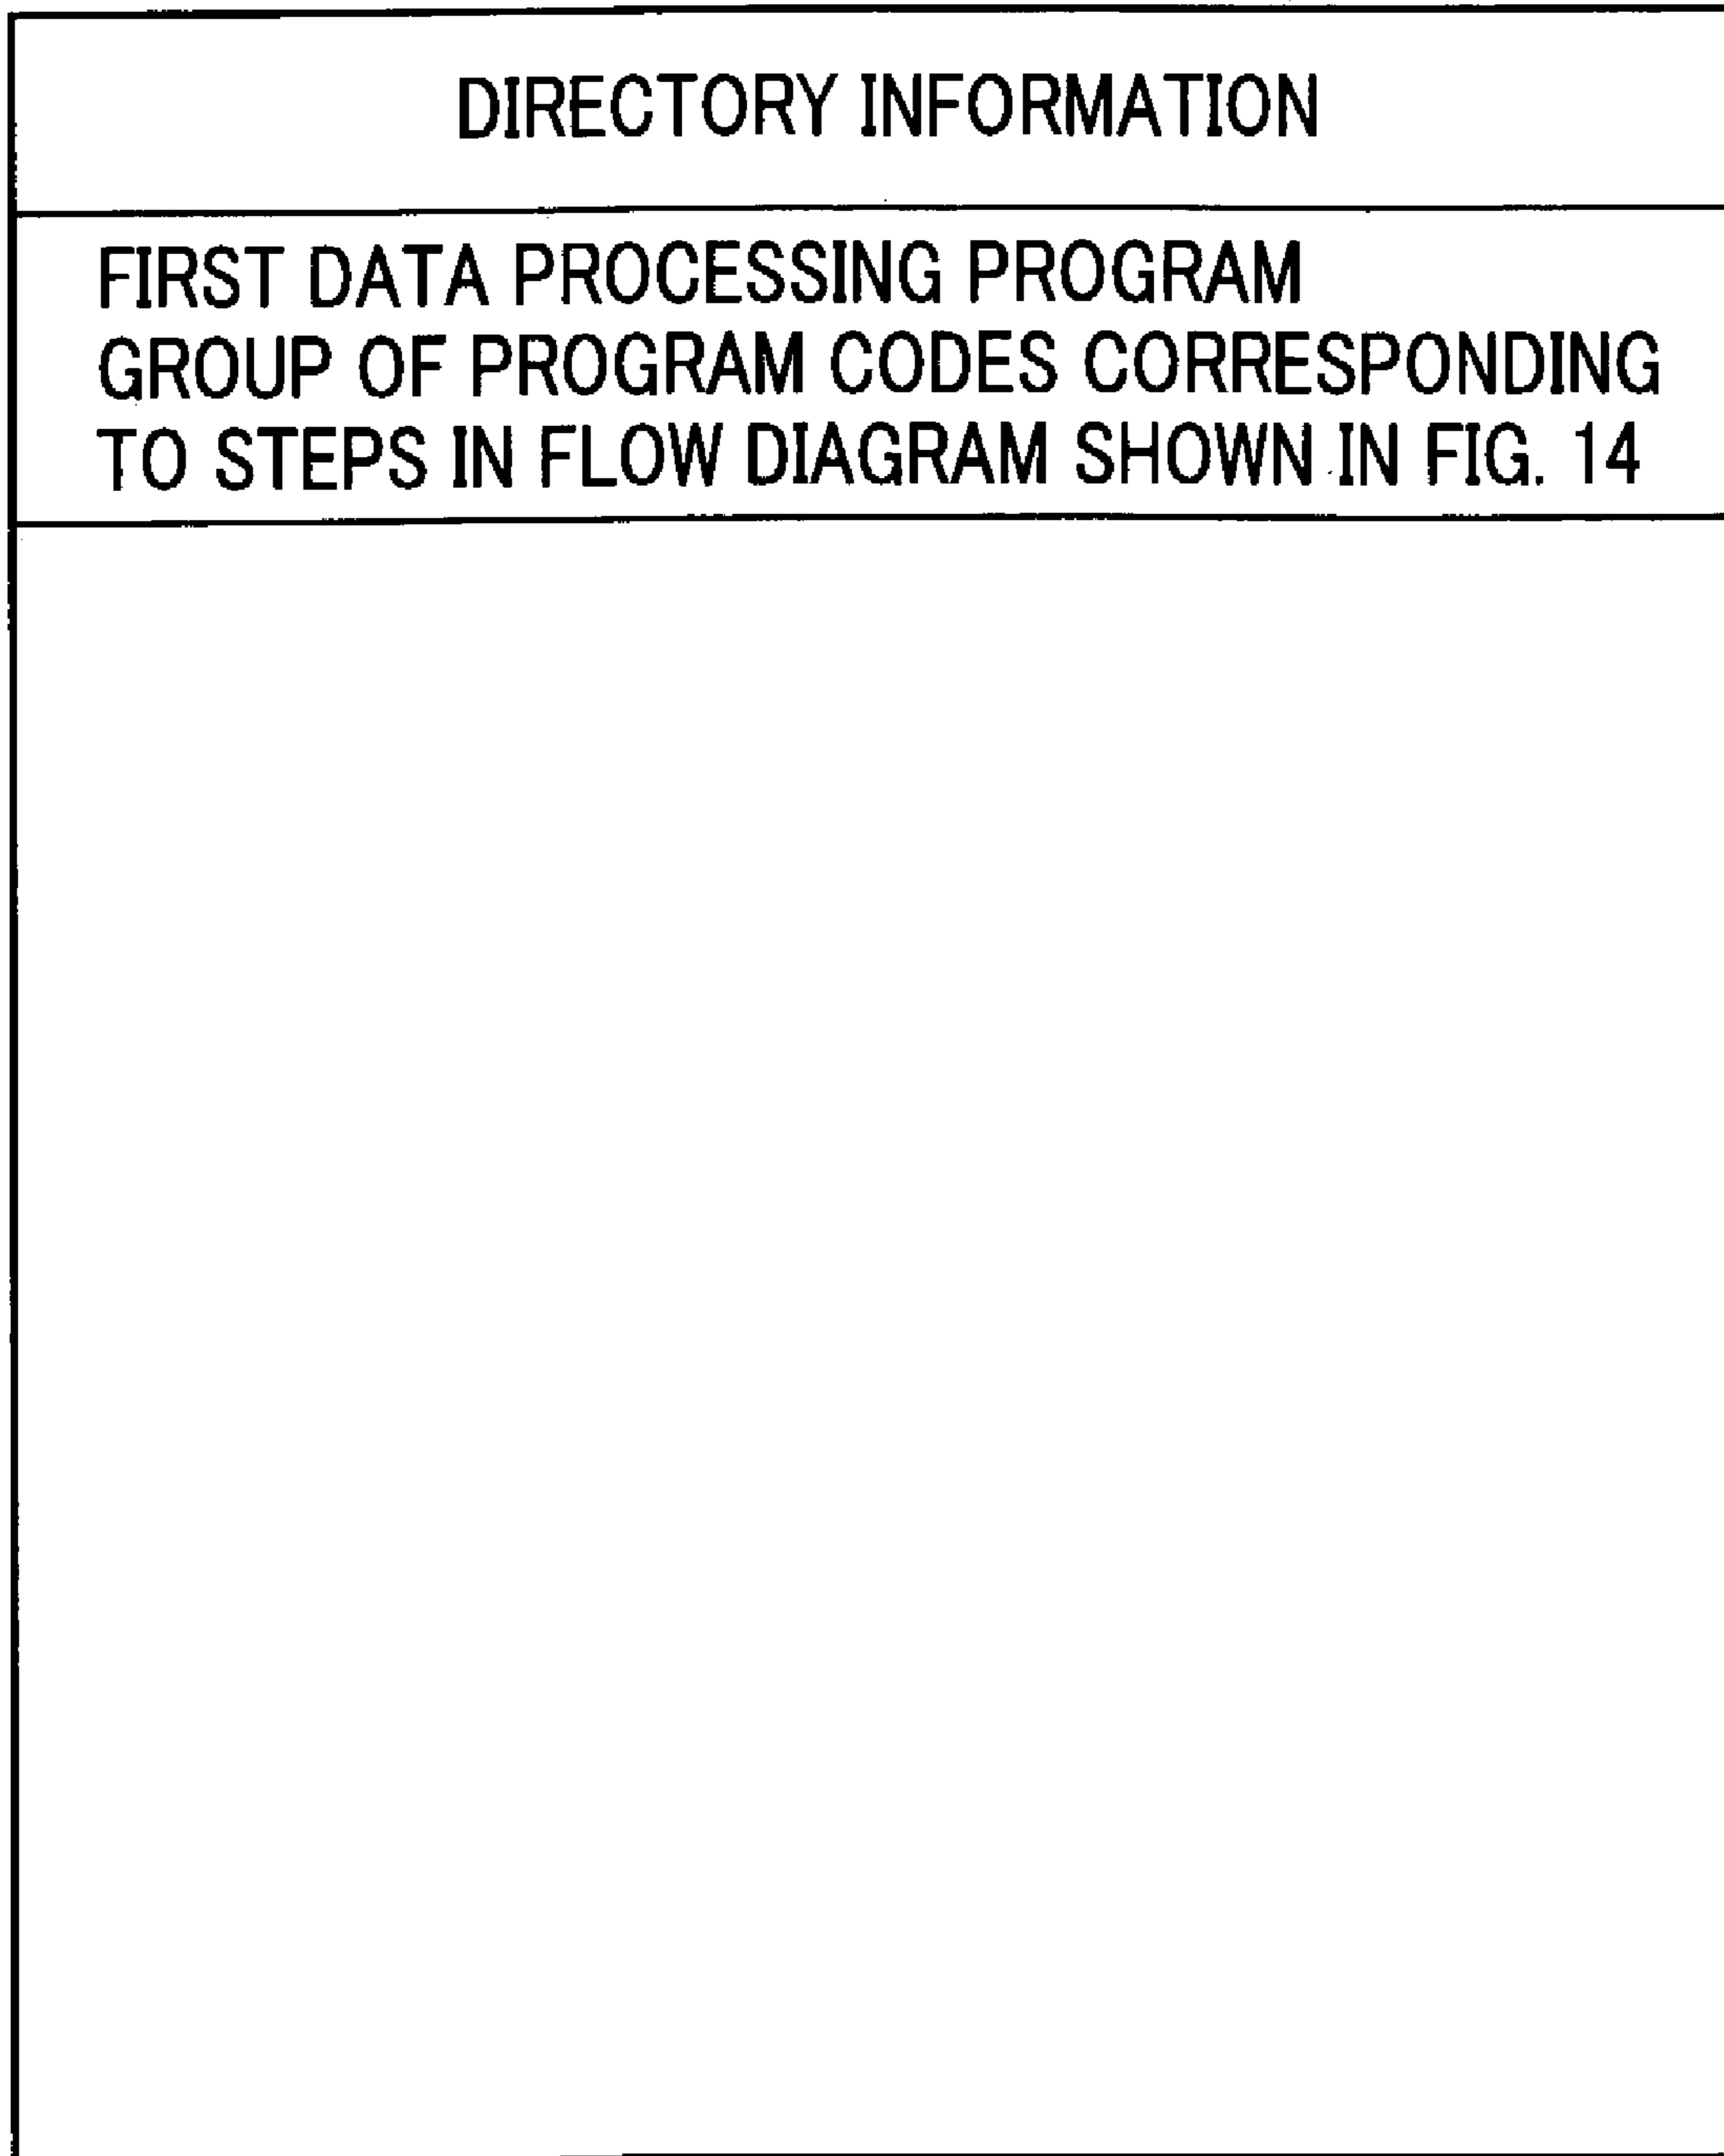 DIRECTORY INFORMATION
FIRST DATA PROCESSING PROGRAM
GROUP OF PROGRAM CODES CORRESPONDING
TO STEPS IN FLOW DIAGRAM SHOWN IN FIG. 14